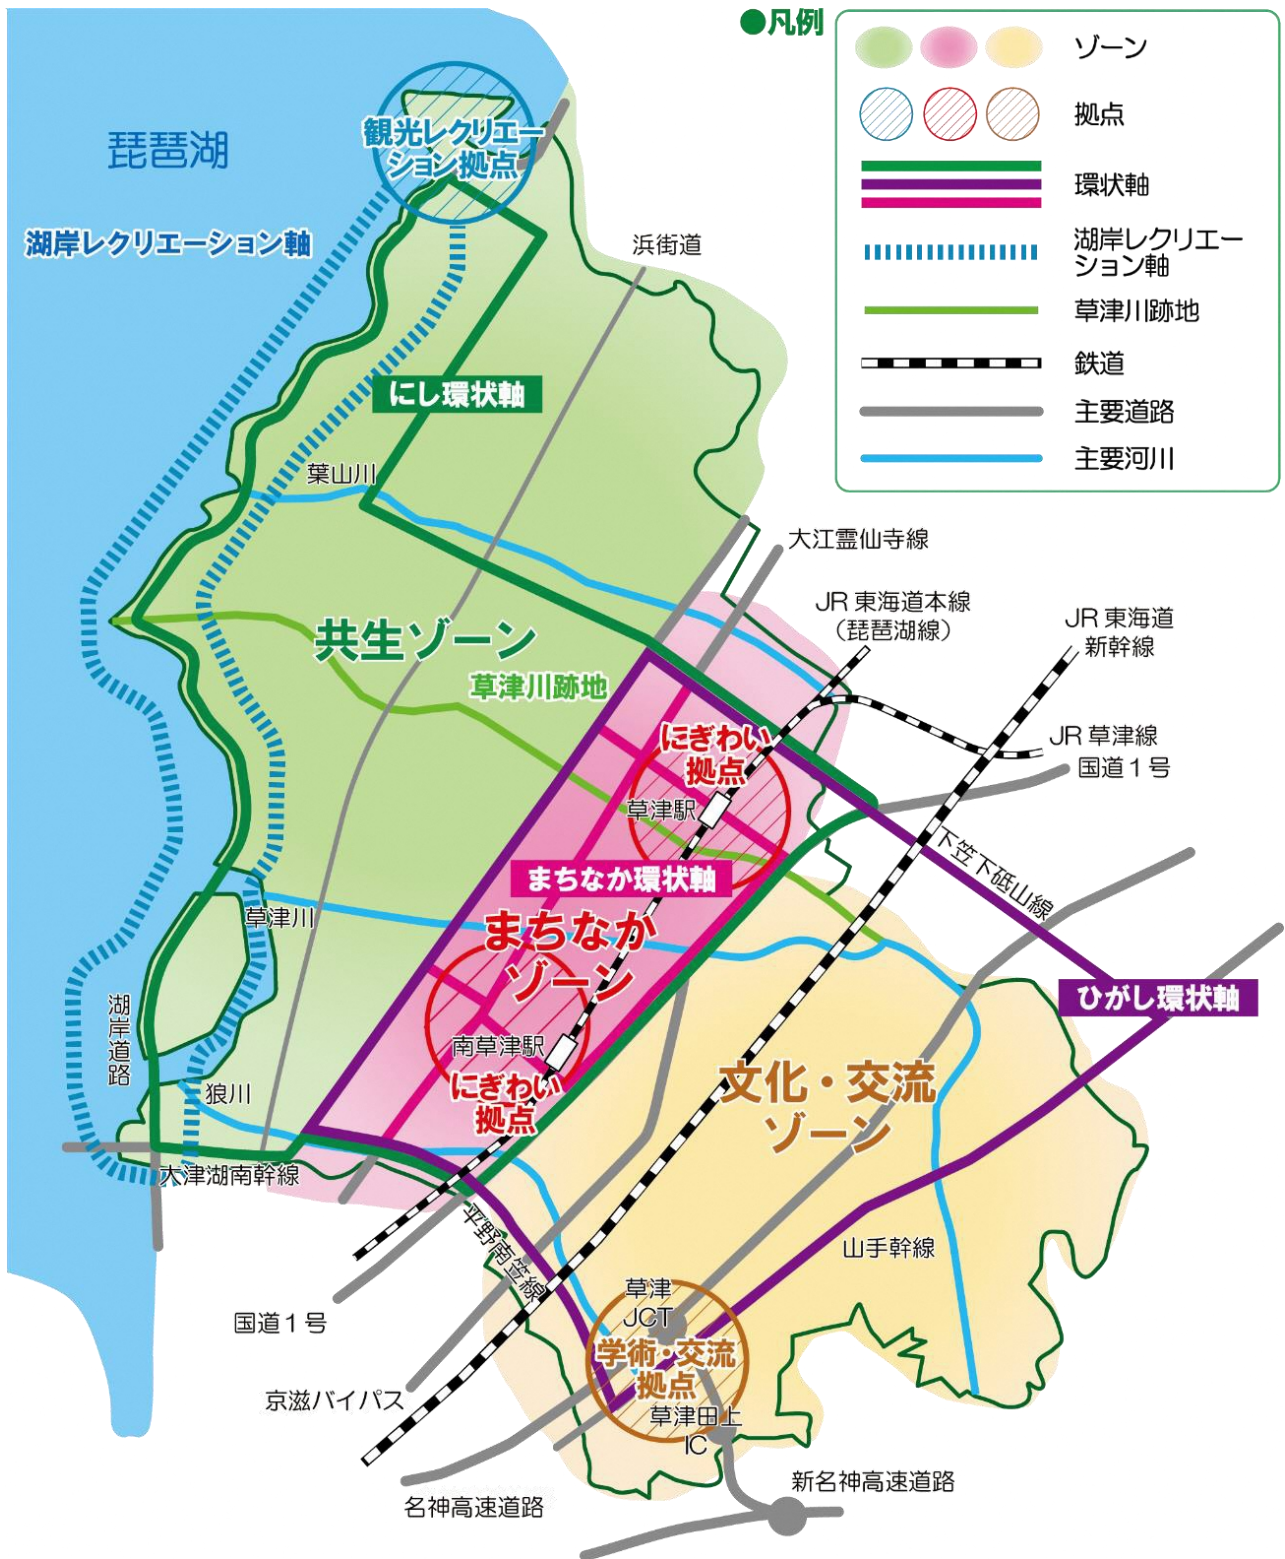 ●凡例
ゾーン
拠点
環状軸
湖岸レクリエー
ション軸
草津川跡地
鉄道
主要道路
主要河川
観光レクリエー
ション拠点
琵琶湖
湖岸レクリエーション軸
浜街道
にし環状軸
葉山川
大江霊仙寺線
JR 東海道本線
（琵琶湖線）
JR 東海道
新幹線
共生ゾーン
草津川跡地
にぎわい
拠点
草津駅
JR 草津線
国道1号
下笠下砥山線
まちなか環状軸
まちなか
ゾーン
草津川
ひがし環状軸
湖岸道路
南草津駅
にぎわい
拠点
狼川
文化・交流
ゾーン
大津湖南幹線
平野南笠線
山手幹線
国道1号
草津
JCT
学術・交流
拠点
京滋バイパス
草津田上
IC
名神高速道路
新名神高速道路